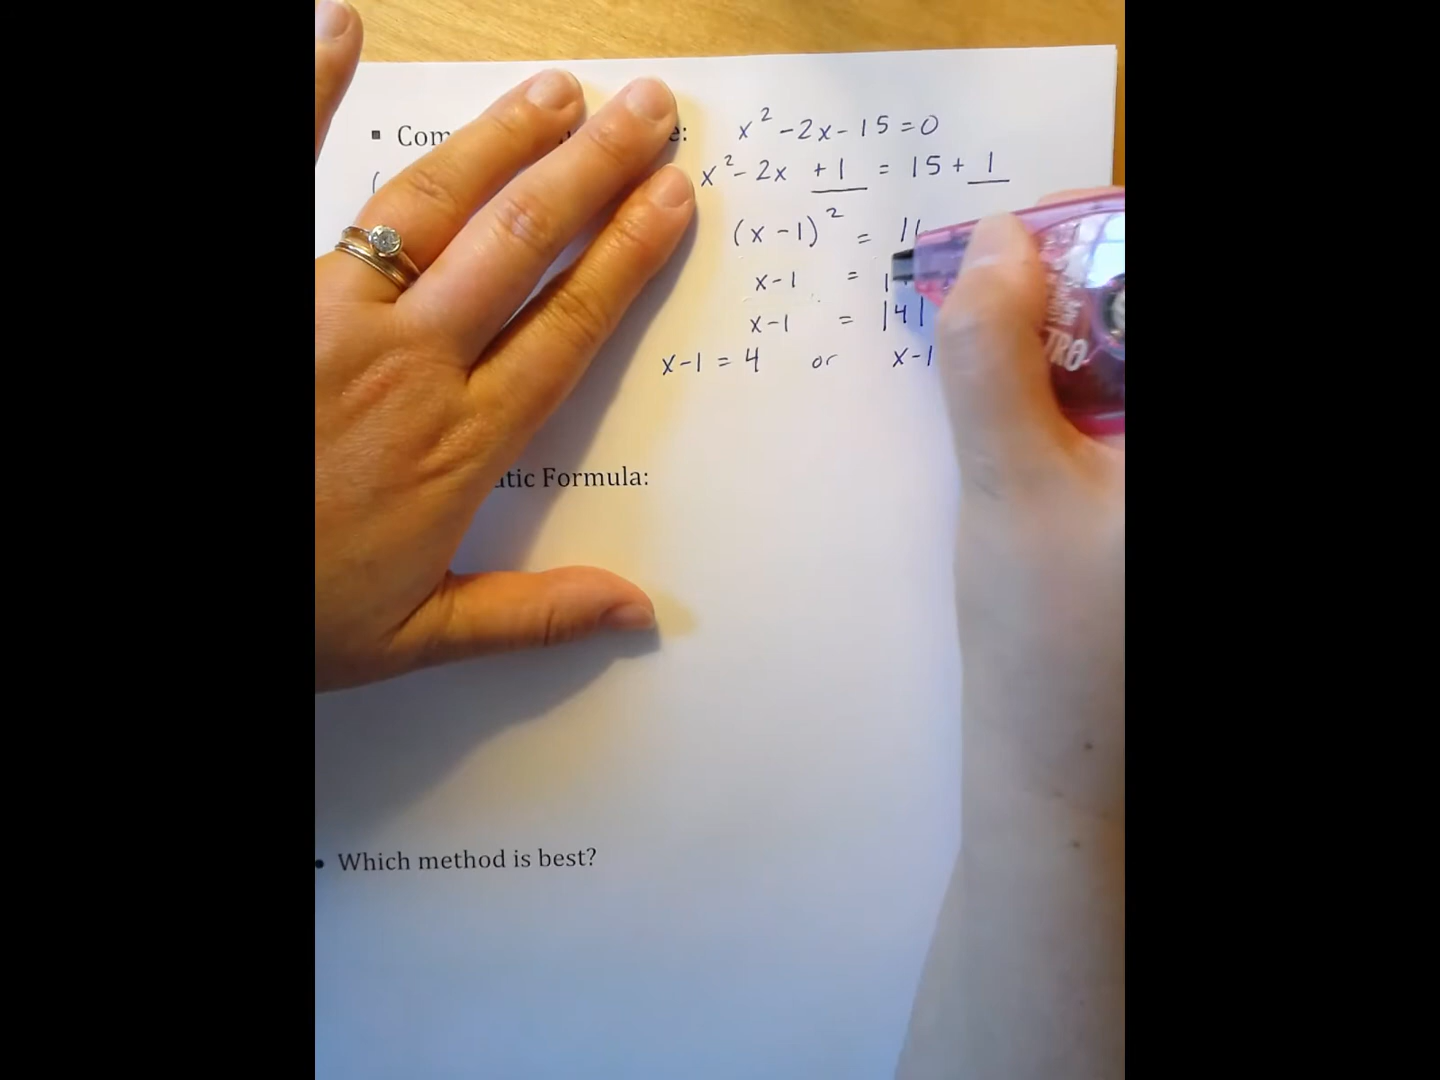 ▪ Com e: x² - 2x - 15 = 0
( x² - 2x + 1 = 15 + 1
(x - 1)² =
x - 1 =
x - 1 = |4|
x - 1 = 4 or x - 1
atic Formula:
• Which method is best?
TRO